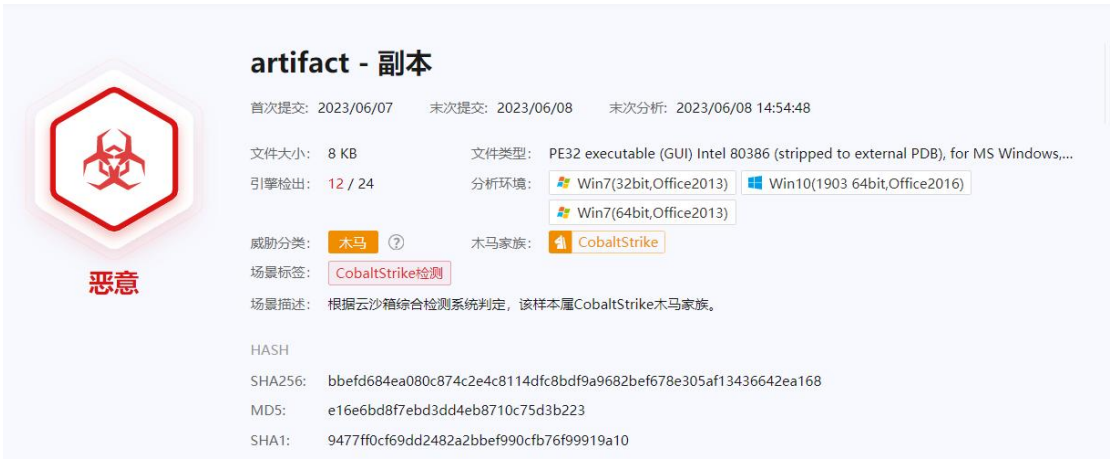 artifact - 副本
首次提交: 2023/06/07 末次提交: 2023/06/08 末次分析: 2023/06/08 14:54:48
文件大小: 8 KB 文件类型: PE32 executable (GUI) Intel 80386 (stripped to external PDB), for MS Windows,...
引擎检出: 12 / 24 分析环境: Win7(32bit,Office2013) Win10(1903 64bit,Office2016)
Win7(64bit,Office2013)
威胁分类: 木马 ? 木马家族: CobaltStrike
恶意
场景标签: CobaltStrike检测
场景描述: 根据云沙箱综合检测系统判定，该样本属CobaltStrike木马家族。
HASH
SHA256: bbefd684ea080c874c2e4c8114dfc8bdf9a9682bef678e305af13436642ea168
MD5: e16e6bd8f7ebd3dd4eb8710c75d3b223
SHA1: 9477ff0cf69dd2482a2bbef990cfb76f99919a10